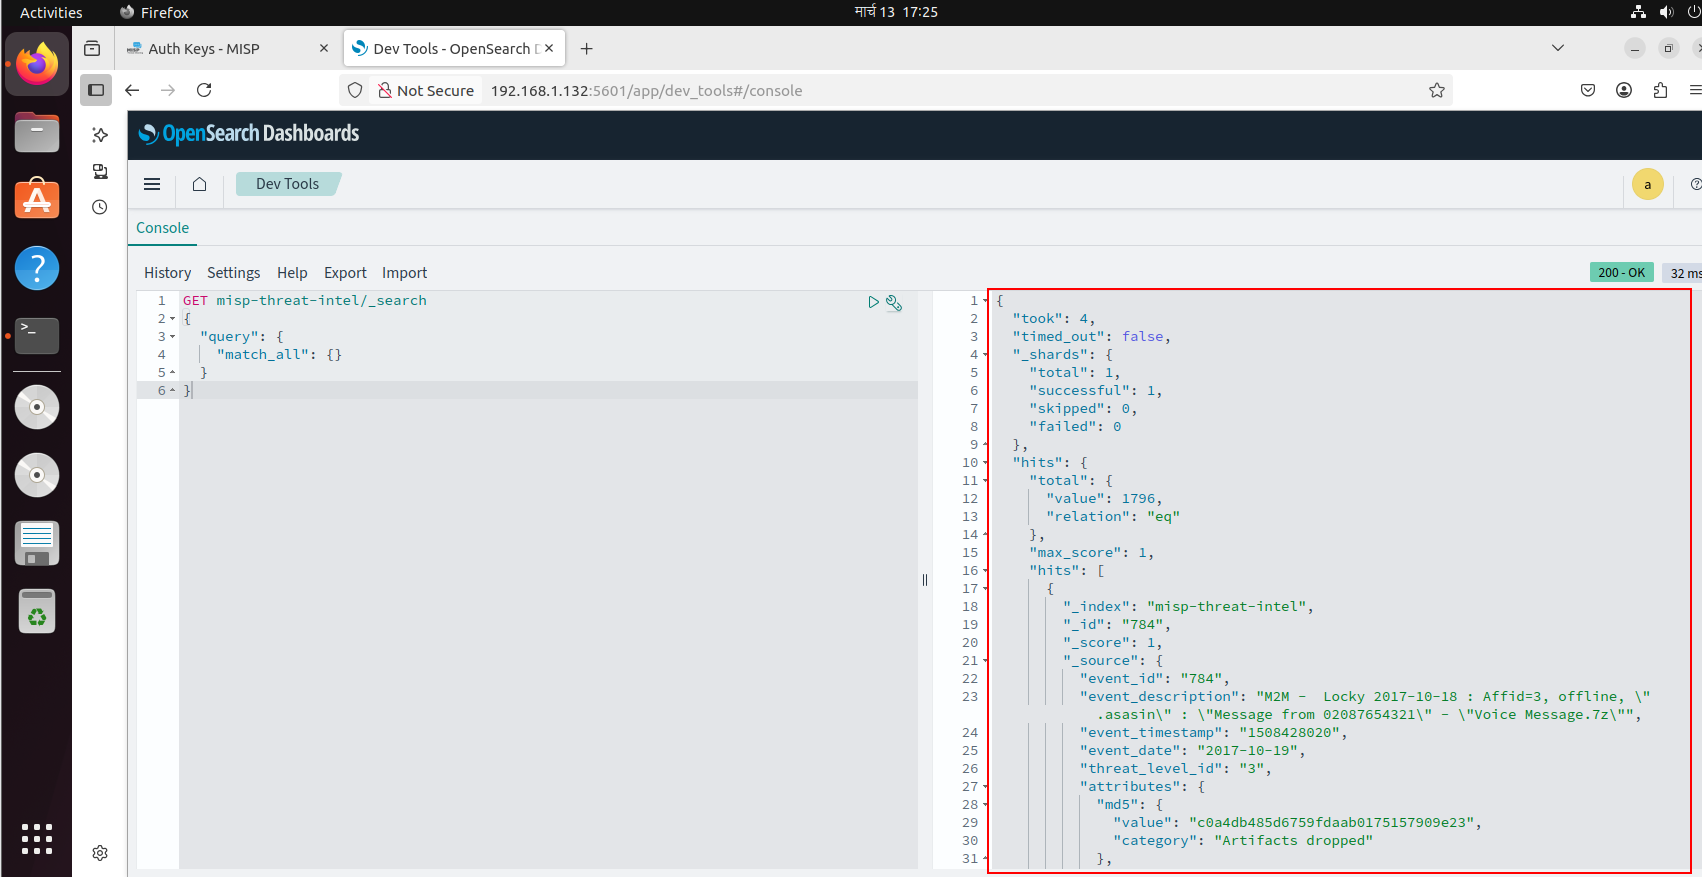 Activities
Firefox
मार्च 13 17:25
Auth Keys - MISP
Dev Tools - OpenSearch D
Not Secure
192.168.1.132:5601/app/dev_tools#/console
OpenSearch Dashboards
Dev Tools
a
Console
History Settings Help Export Import
200 - OK
32 ms
1 GET misp-threat-intel/_search
2 {
3 "query": {
4 "match_all": {}
5 }
6 }
1 {
2 "took": 4,
3 "timed_out": false,
4 "_shards": {
5 "total": 1,
6 "successful": 1,
7 "skipped": 0,
8 "failed": 0
9 },
10 "hits": {
11 "total": {
12 "value": 1796,
13 "relation": "eq"
14 },
15 "max_score": 1,
16 "hits": [
17 {
18 "_index": "misp-threat-intel",
19 "_id": "784",
20 "_score": 1,
21 "_source": {
22 "event_id": "784",
23 "event_description": "M2M -  Locky 2017-10-18 : Affid=3, offline, \"
.asasin\" : \"Message from 02087654321\" - \"Voice Message.7z\"",
24 "event_timestamp": "1508428020",
25 "event_date": "2017-10-19",
26 "threat_level_id": "3",
27 "attributes": {
28 "md5": {
29 "value": "c0a4db485d6759fdaab0175157909e23",
30 "category": "Artifacts dropped"
31 },